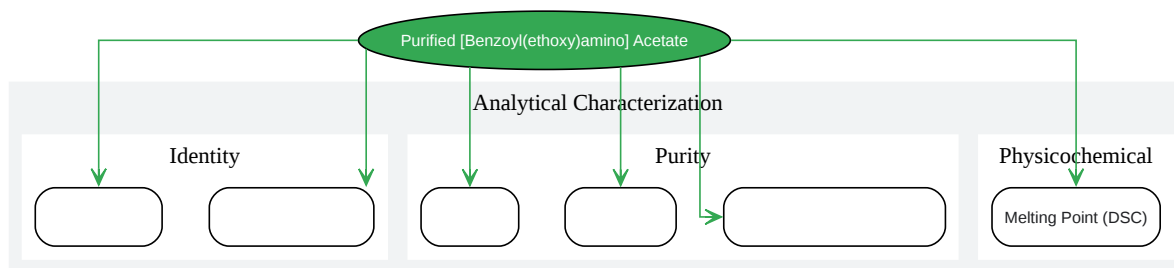 Purified [Benzoyl(ethoxy)amino] Acetate
Analytical Characterization
Identity
Purity
Physicochemical
Melting Point (DSC)